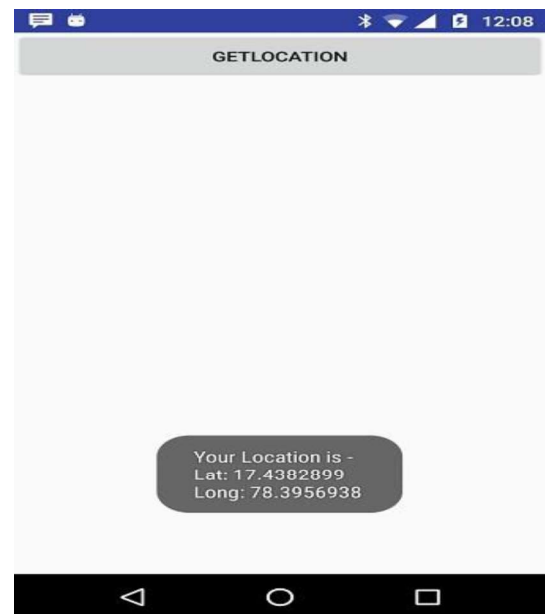 12:08
GETLOCATION
Your Location is -
Lat: 17.4382899
Long: 78.3956938